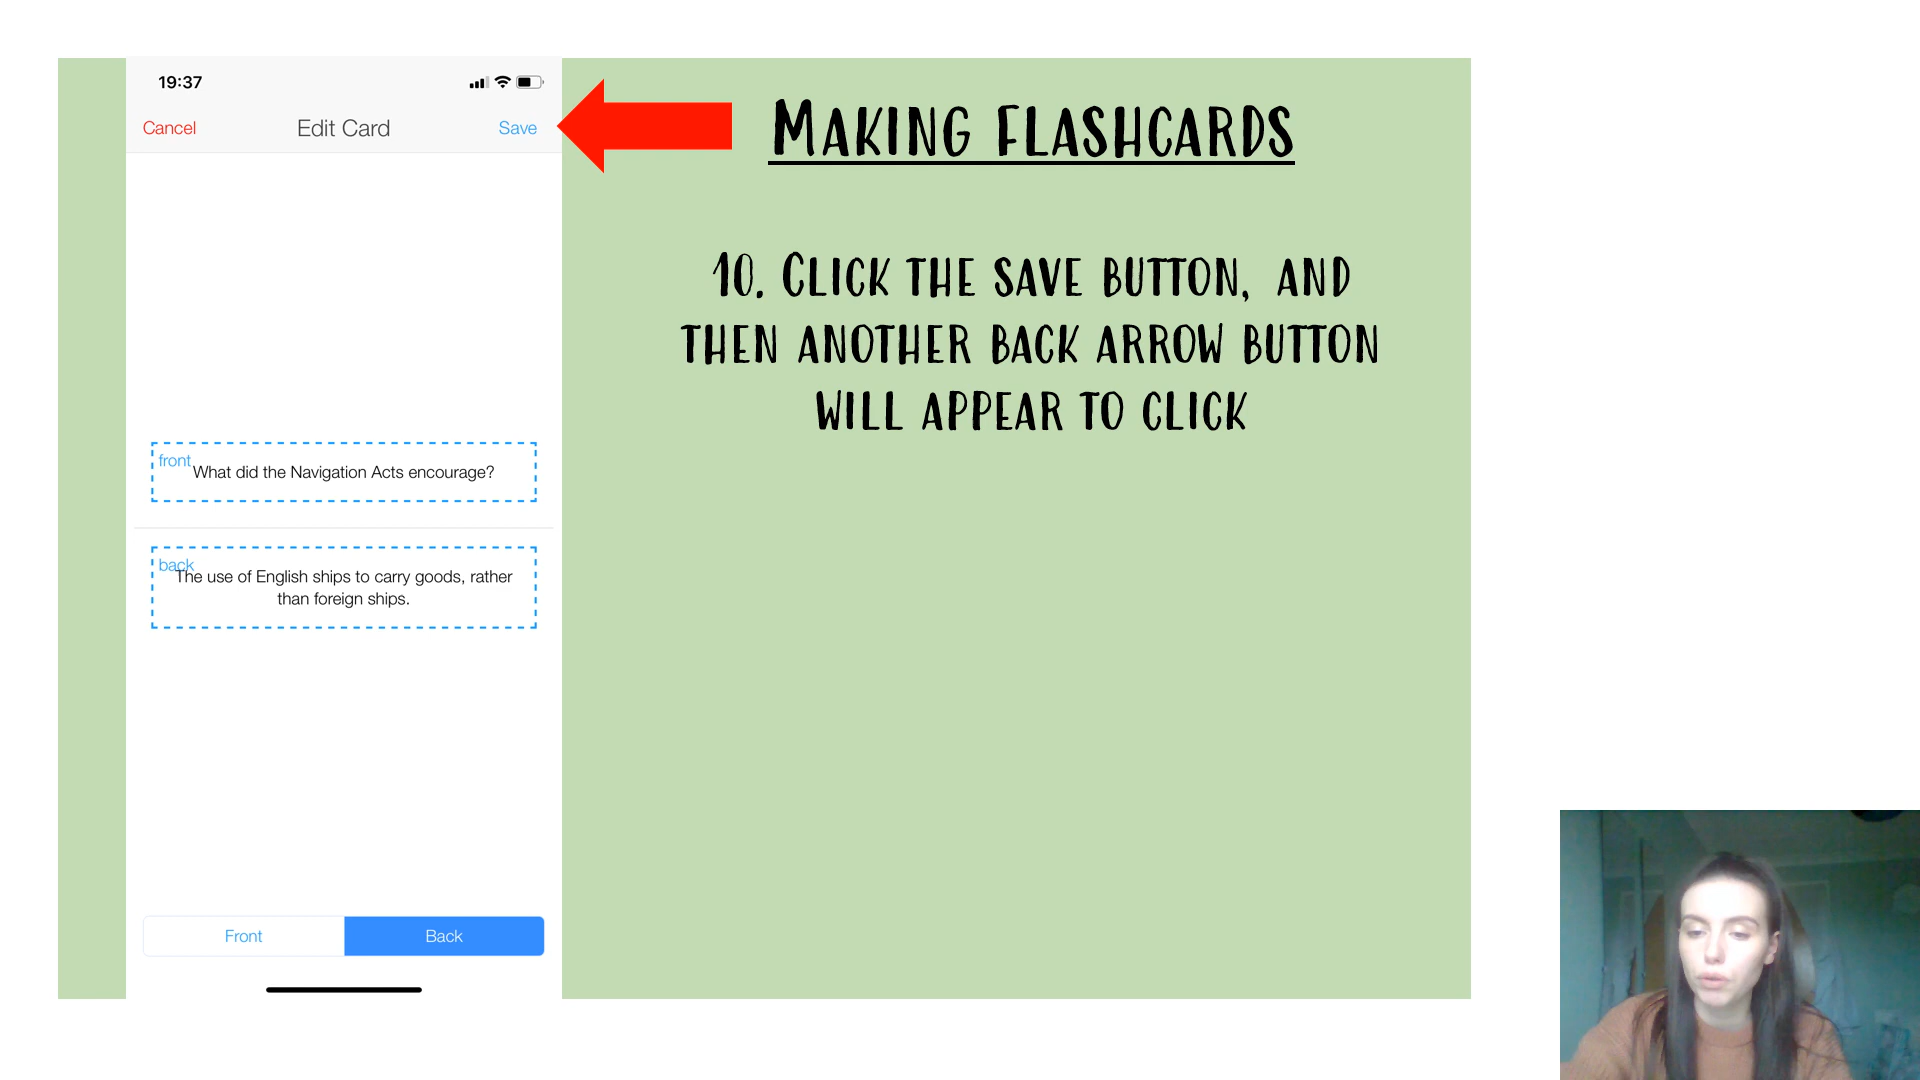 19:37
Cancel Edit Card Save
front
What did the Navigation Acts encourage?
back
The use of English ships to carry goods, rather
than foreign ships.
Front Back
Making flashcards
10. Click the save button, and
then another back arrow button
will appear to click